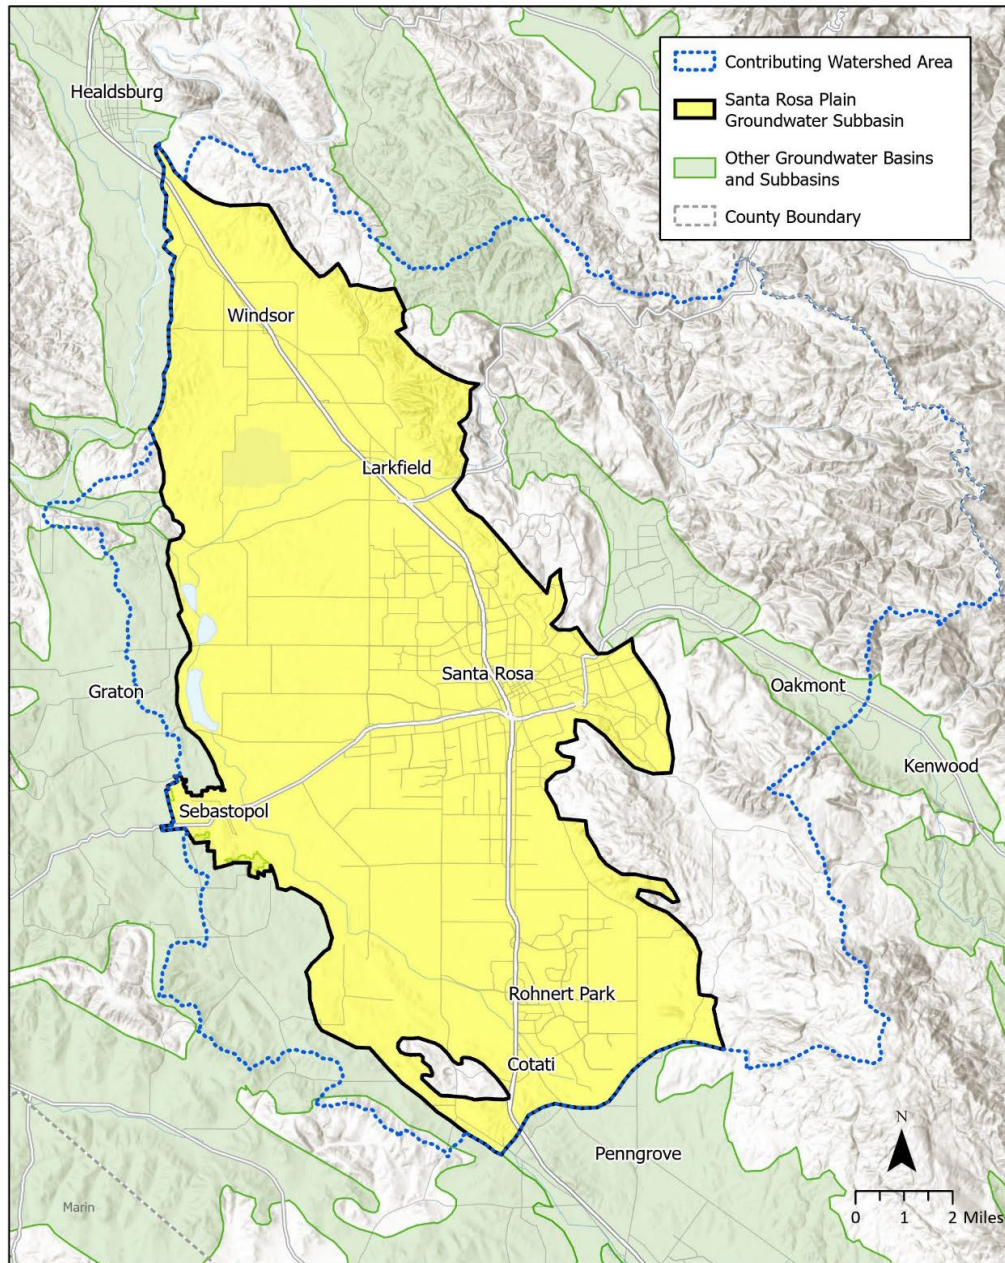 Contributing Watershed Area
Santa Rosa Plain
Groundwater Subbasin
Other Groundwater Basins
and Subbasins
County Boundary
Healdsburg
Windsor
Larkfield
Santa Rosa
Graton
Oakmont
Kenwood
Sebastopol
Rohnert Park
Cotati
Penngrove
Marin
N
0 1 2 Miles